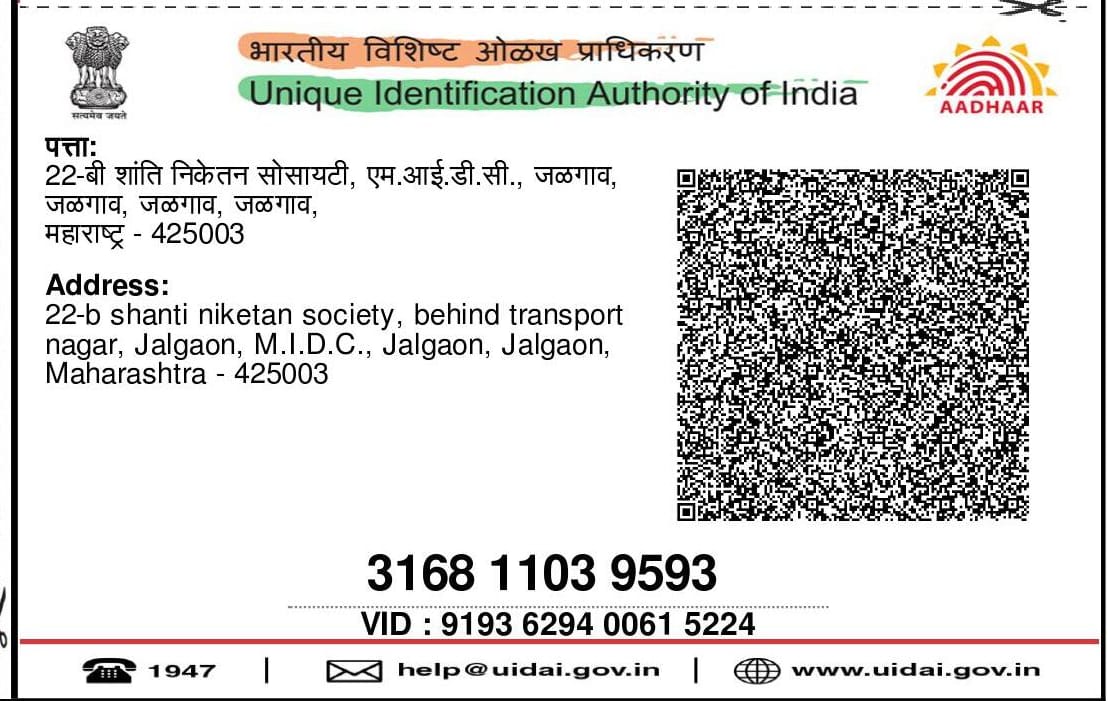 सत्यमेव जयते
भारतीय विशिष्ट ओळख प्राधिकरण
Unique Identification Authority of India
AADHAAR
पत्ता:
22-बी शांति निकेतन सोसायटी, एम.आई.डी.सी., जळगाव,
जळगाव, जळगाव, जळगाव,
महाराष्ट्र - 425003
Address:
22-b shanti niketan society, behind transport
nagar, Jalgaon, M.I.D.C., Jalgaon, Jalgaon,
Maharashtra - 425003
3168 1103 9593
VID : 9193 6294 0061 5224
1947 | help@uidai.gov.in | www.uidai.gov.in